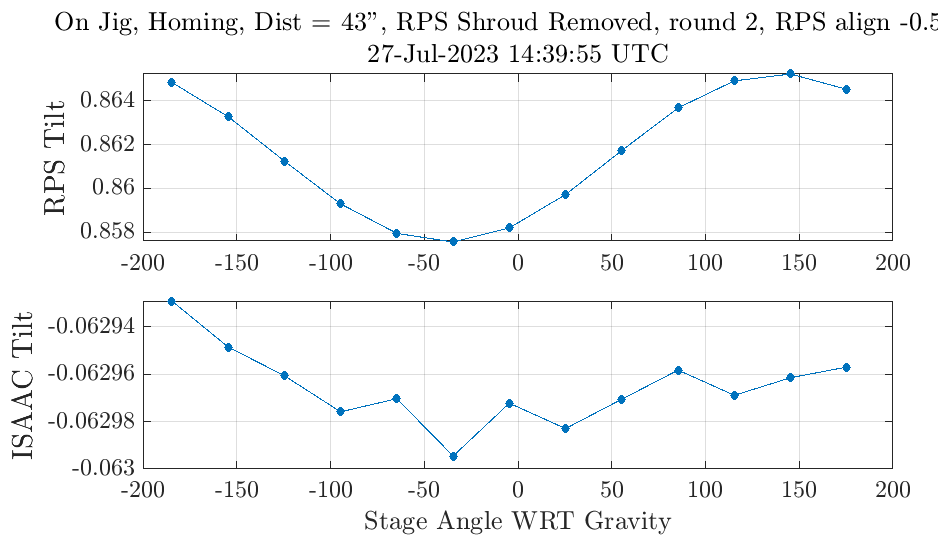 On Jig, Homing, Dist = 43”, RPS Shroud Removed, round 2, RPS align -0.5
27-Jul-2023 14:39:55 UTC
RPS Tilt
0.864
0.862
0.86
0.858
-200 -150 -100 -50 0 50 100 150 200
ISAAC Tilt
-0.06294
-0.06296
-0.06298
-0.063
-200 -150 -100 -50 0 50 100 150 200
Stage Angle WRT Gravity